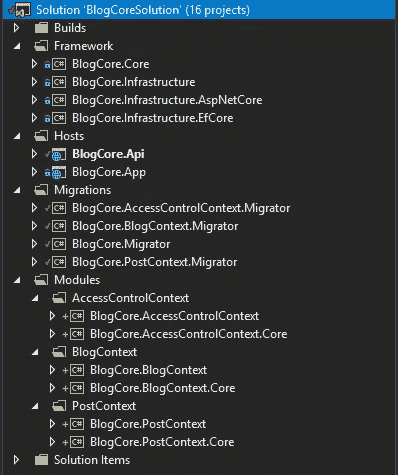 Solution 'BlogCoreSolution' (16 projects)
Builds
Framework
C# BlogCore.Core
C# BlogCore.Infrastructure
C# BlogCore.Infrastructure.AspNetCore
C# BlogCore.Infrastructure.EfCore
Hosts
BlogCore.Api
BlogCore.App
Migrations
C# BlogCore.AccessControlContext.Migrator
C# BlogCore.BlogContext.Migrator
C# BlogCore.Migrator
C# BlogCore.PostContext.Migrator
Modules
AccessControlContext
C# BlogCore.AccessControlContext
C# BlogCore.AccessControlContext.Core
BlogContext
C# BlogCore.BlogContext
C# BlogCore.BlogContext.Core
PostContext
C# BlogCore.PostContext
C# BlogCore.PostContext.Core
Solution Items